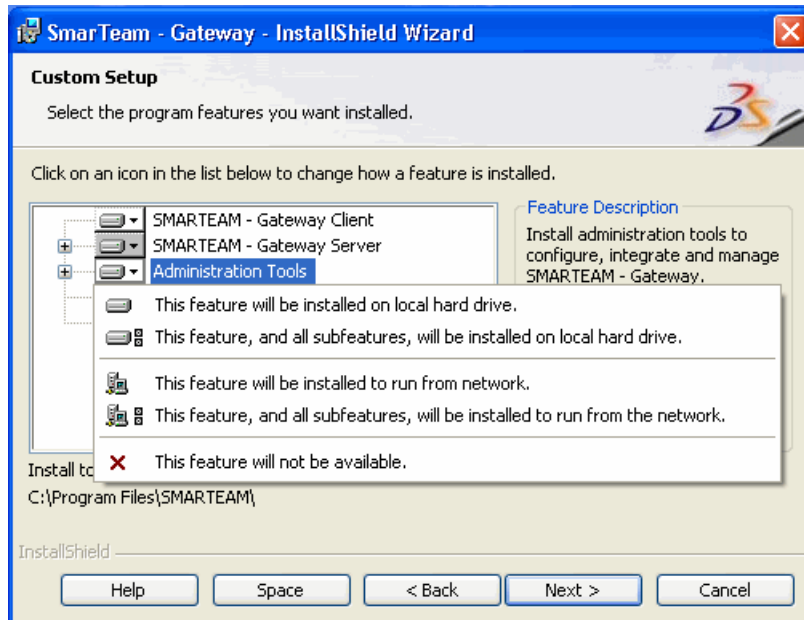 SmarTeam - Gateway - InstallShield Wizard
Custom Setup
Select the program features you want installed.
DS
Click on an icon in the list below to change how a feature is installed.
SMARTEAM - Gateway Client
SMARTEAM - Gateway Server
Administration Tools
Feature Description
Install administration tools to
configure, integrate and manage
SMARTEAM - Gateway.
This feature will be installed on local hard drive.
This feature, and all subfeatures, will be installed on local hard drive.
This feature will be installed to run from network.
This feature, and all subfeatures, will be installed to run from the network.
This feature will not be available.
Install to
C:\Program Files\SMARTEAM\
InstallShield
Help
Space
< Back
Next >
Cancel